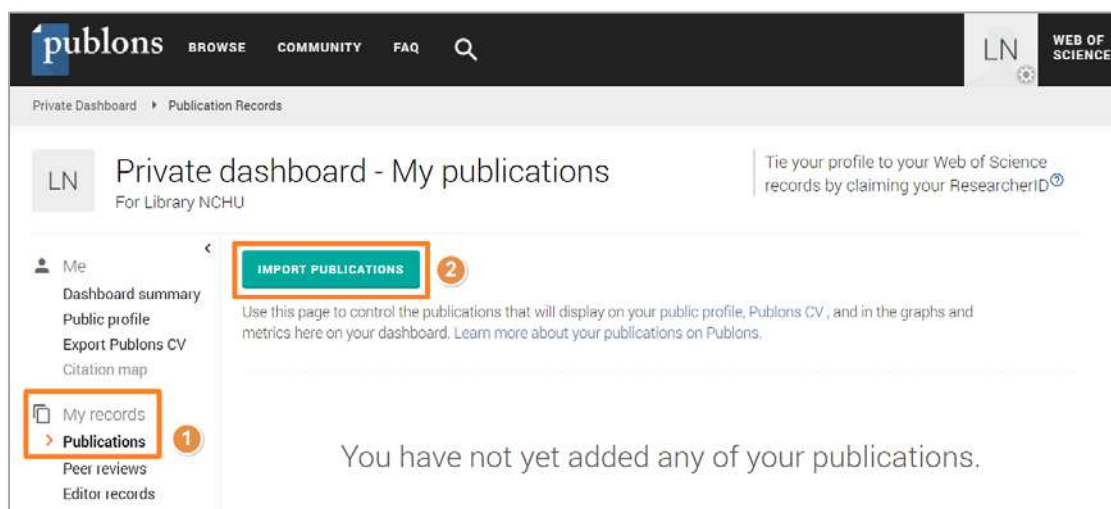 publons BROWSE COMMUNITY FAQ LN WEB OF SCIENCE
Private Dashboard Publication Records
LN
Private dashboard - My publications
For Library NCHU
Tie your profile to your Web of Science
records by claiming your ResearcherID
Me
Dashboard summary
Public profile
Export Publons CV
Citation map
My records
Publications
1
Peer reviews
Editor records
IMPORT PUBLICATIONS
2
Use this page to control the publications that will display on your public profile, Publons CV , and in the graphs and
metrics here on your dashboard. Learn more about your publications on Publons.
You have not yet added any of your publications.